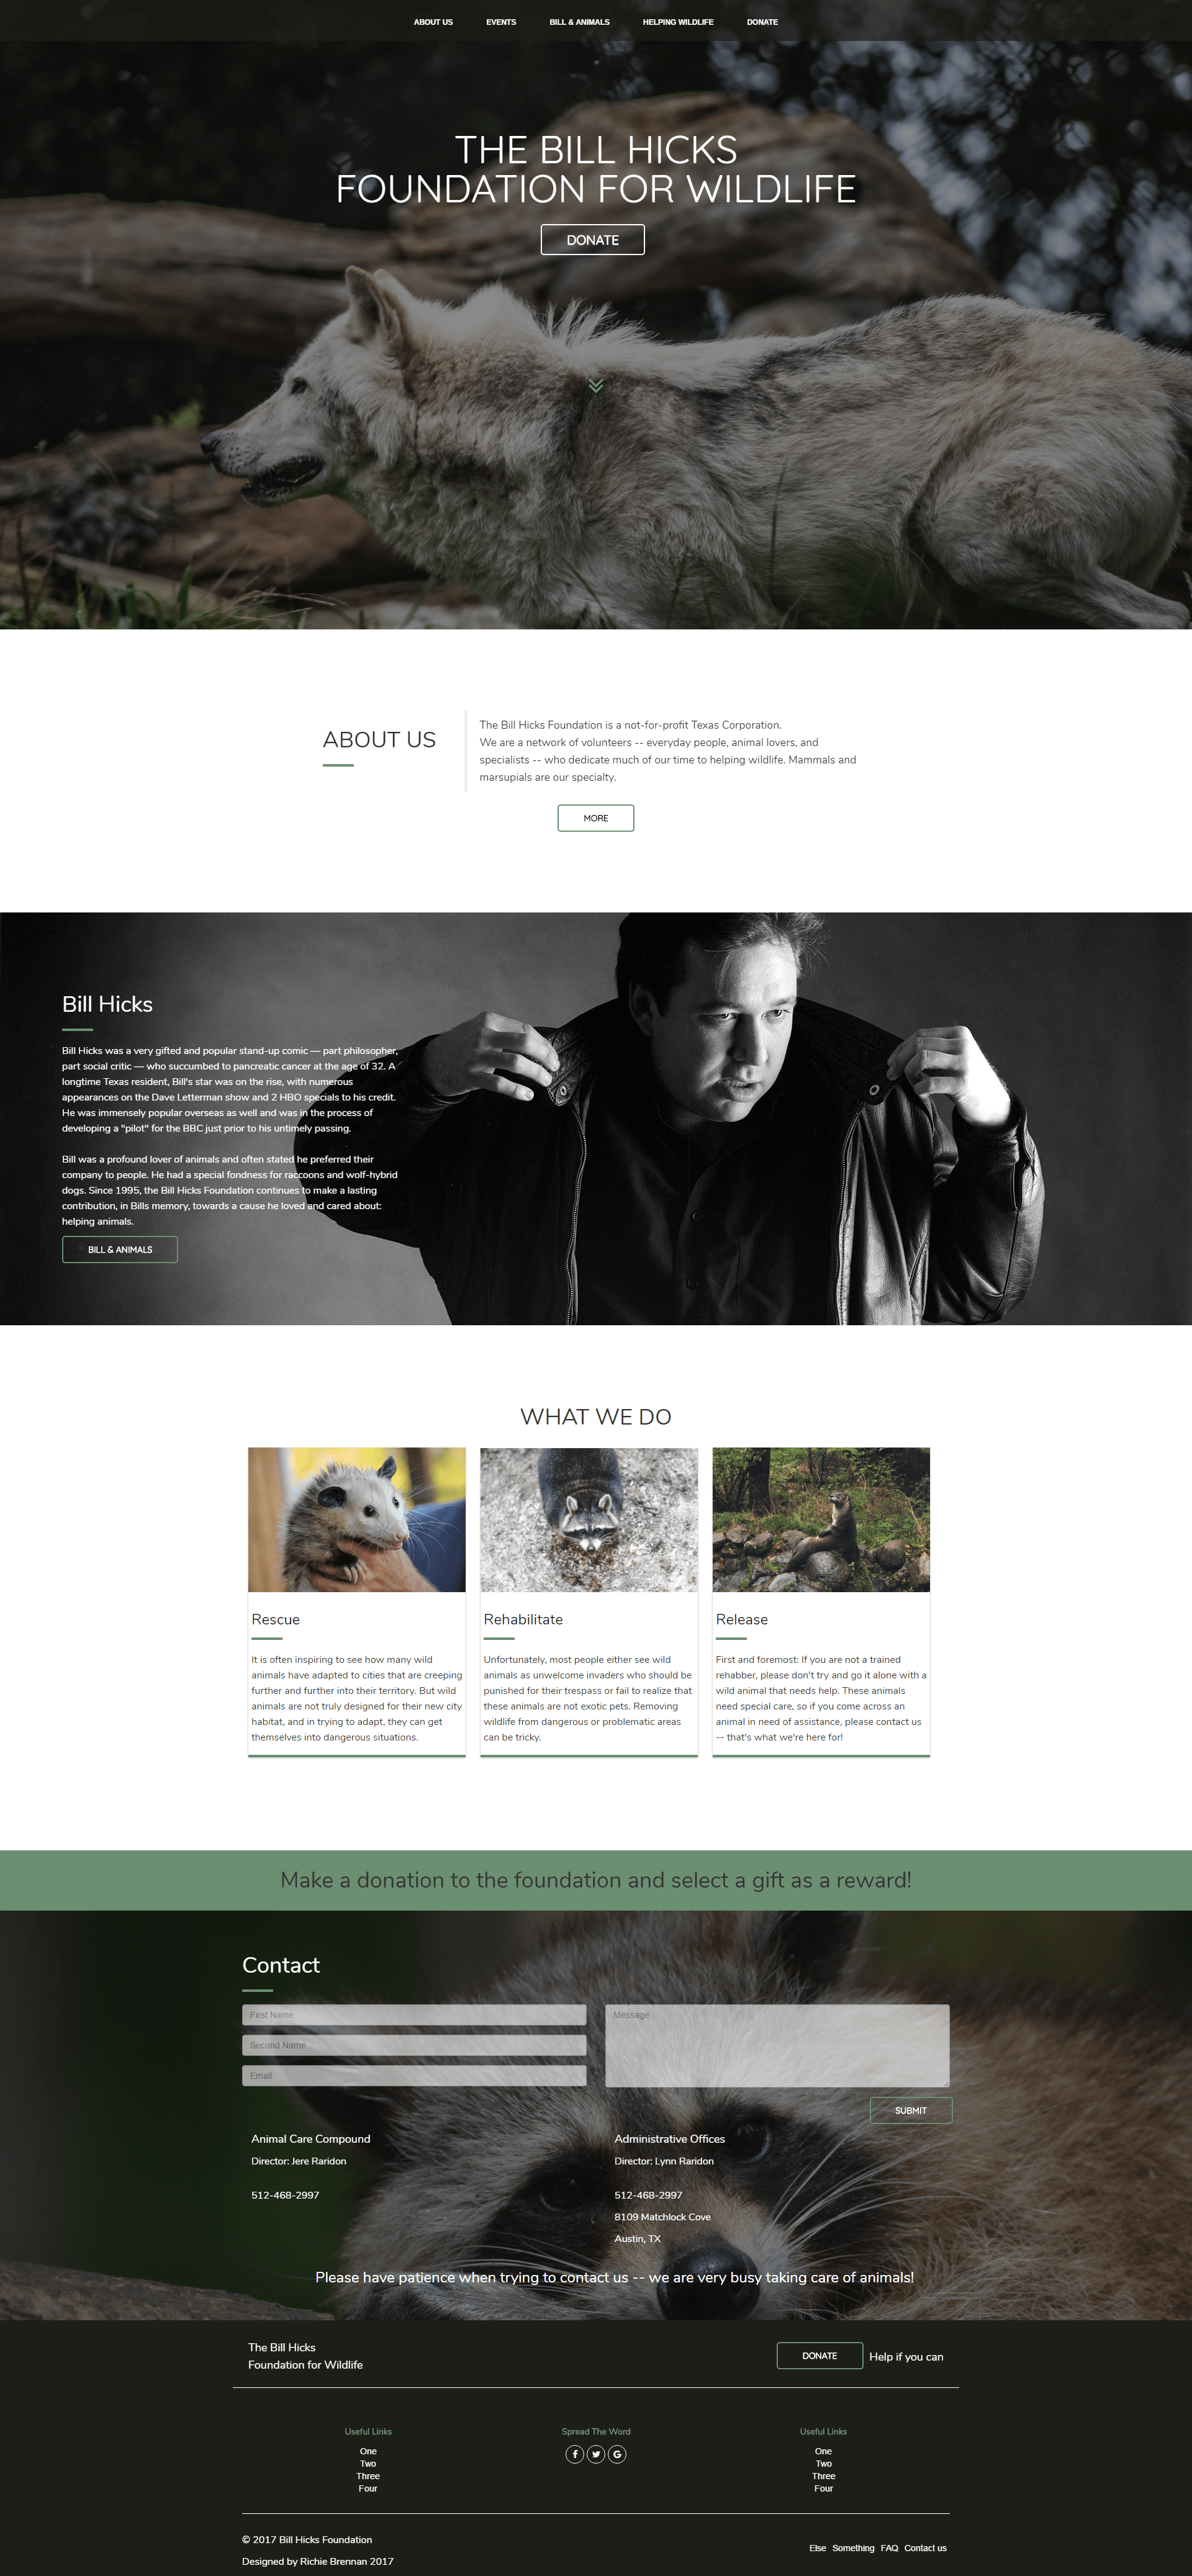 ABOUT US EVENTS BILL & ANIMALS HELPING WILDLIFE DONATE
THE BILL HICKS
FOUNDATION FOR WILDLIFE
DONATE
ABOUT US
The Bill Hicks Foundation is a not-for-profit Texas Corporation.
We are a network of volunteers -- everyday people, animal lovers, and
specialists -- who dedicate much of our time to helping wildlife. Mammals and
marsupials are our specialty.
MORE
Bill Hicks
Bill Hicks was a very gifted and popular stand-up comic — part philosopher,
part social critic — who succumbed to pancreatic cancer at the age of 32. A
longtime Texas resident, Bill's star was on the rise, with numerous
appearances on the Dave Letterman show and 2 HBO specials to his credit.
He was immensely popular overseas as well and was in the process of
developing a "pilot" for the BBC just prior to his untimely passing.
Bill was a profound lover of animals and often stated he preferred their
company to people. He had a special fondness for raccoons and wolf-hybrid
dogs. Since 1995, the Bill Hicks Foundation continues to make a lasting
contribution, in Bills memory, towards a cause he loved and cared about:
helping animals.
BILL & ANIMALS
WHAT WE DO
Rescue
It is often inspiring to see how many wild
animals have adapted to cities that are creeping
further and further into their territory. But wild
animals are not truly designed for their new city
habitat, and in trying to adapt, they can get
themselves into dangerous situations.
Rehabilitate
Unfortunately, most people either see wild
animals as unwelcome invaders who should be
punished for their trespass or fail to realize that
these animals are not exotic pets. Removing
wildlife from dangerous or problematic areas
can be tricky.
Release
First and foremost: If you are not a trained
rehabber, please don't try and go it alone with a
wild animal that needs help. These animals
need special care, so if you come across an
animal in need of assistance, please contact us
-- that's what we're here for!
Make a donation to the foundation and select a gift as a reward!
Contact
First Name
Second Name
Email
Message
SUBMIT
Animal Care Compound
Director: Jere Raridon
512-468-2997
Administrative Offices
Director: Lynn Raridon
512-468-2997
8109 Matchlock Cove
Austin, TX
Please have patience when trying to contact us -- we are very busy taking care of animals!
The Bill Hicks
Foundation for Wildlife
DONATE Help if you can
Useful Links
One
Two
Three
Four
Spread The Word
Useful Links
One
Two
Three
Four
© 2017 Bill Hicks Foundation
Designed by Richie Brennan 2017
Else Something FAQ Contact us